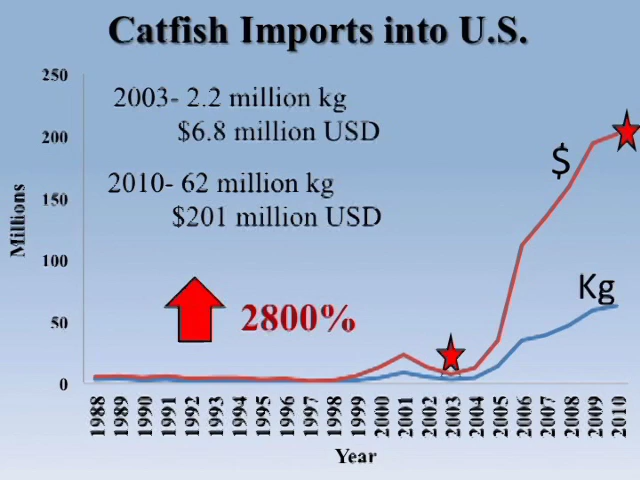 Catfish Imports into U.S.
250
200
150
100
50
0
Millions
2003- 2.2 million kg
$6.8 million USD
2010- 62 million kg
$201 million USD
2800%
$
Kg
1988 1989 1990 1991 1992 1993 1994 1995 1996 1997 1998 1999 2000 2001 2002 2003 2004 2005 2006 2007 2008 2009 2010
Year